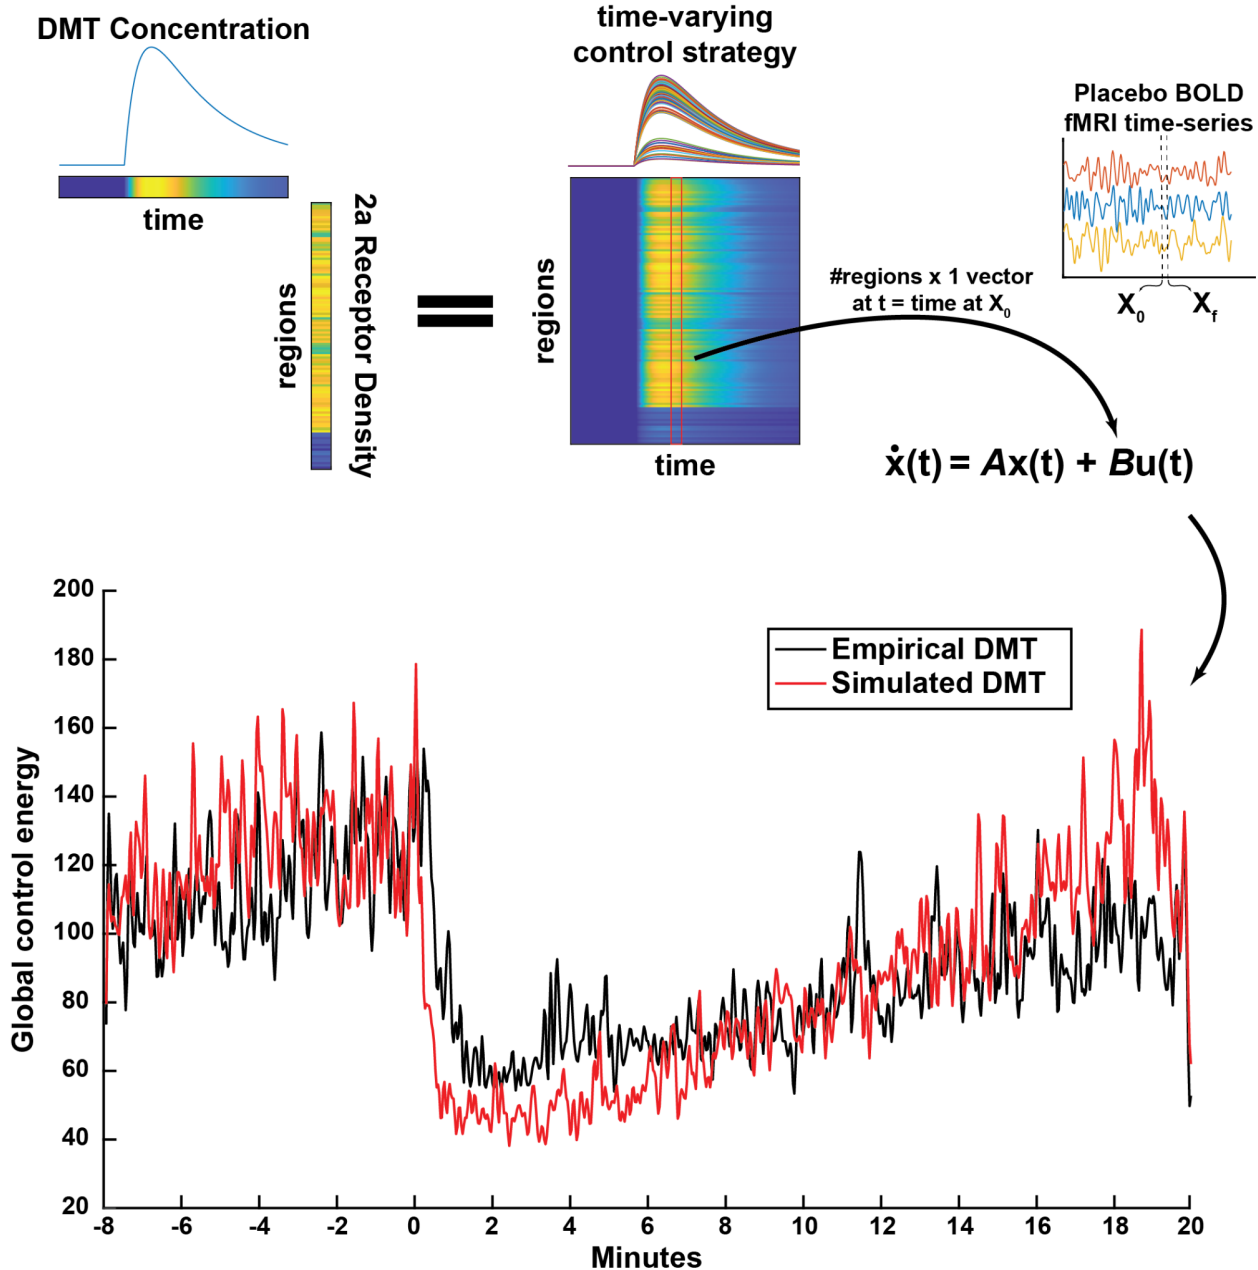 DMT Concentration
time
regions
2a Receptor Density
time-varying
control strategy
regions
time
Placebo BOLD
fMRI time-series
X0
Xf
#regions x 1 vector
at t = time at X0
ẋ(t) = Ax(t) + Bu(t)
Global control energy
200
180
160
140
120
100
80
60
40
20
Empirical DMT
Simulated DMT
-8 -6 -4 -2 0 2 4 6 8 10 12 14 16 18 20
Minutes